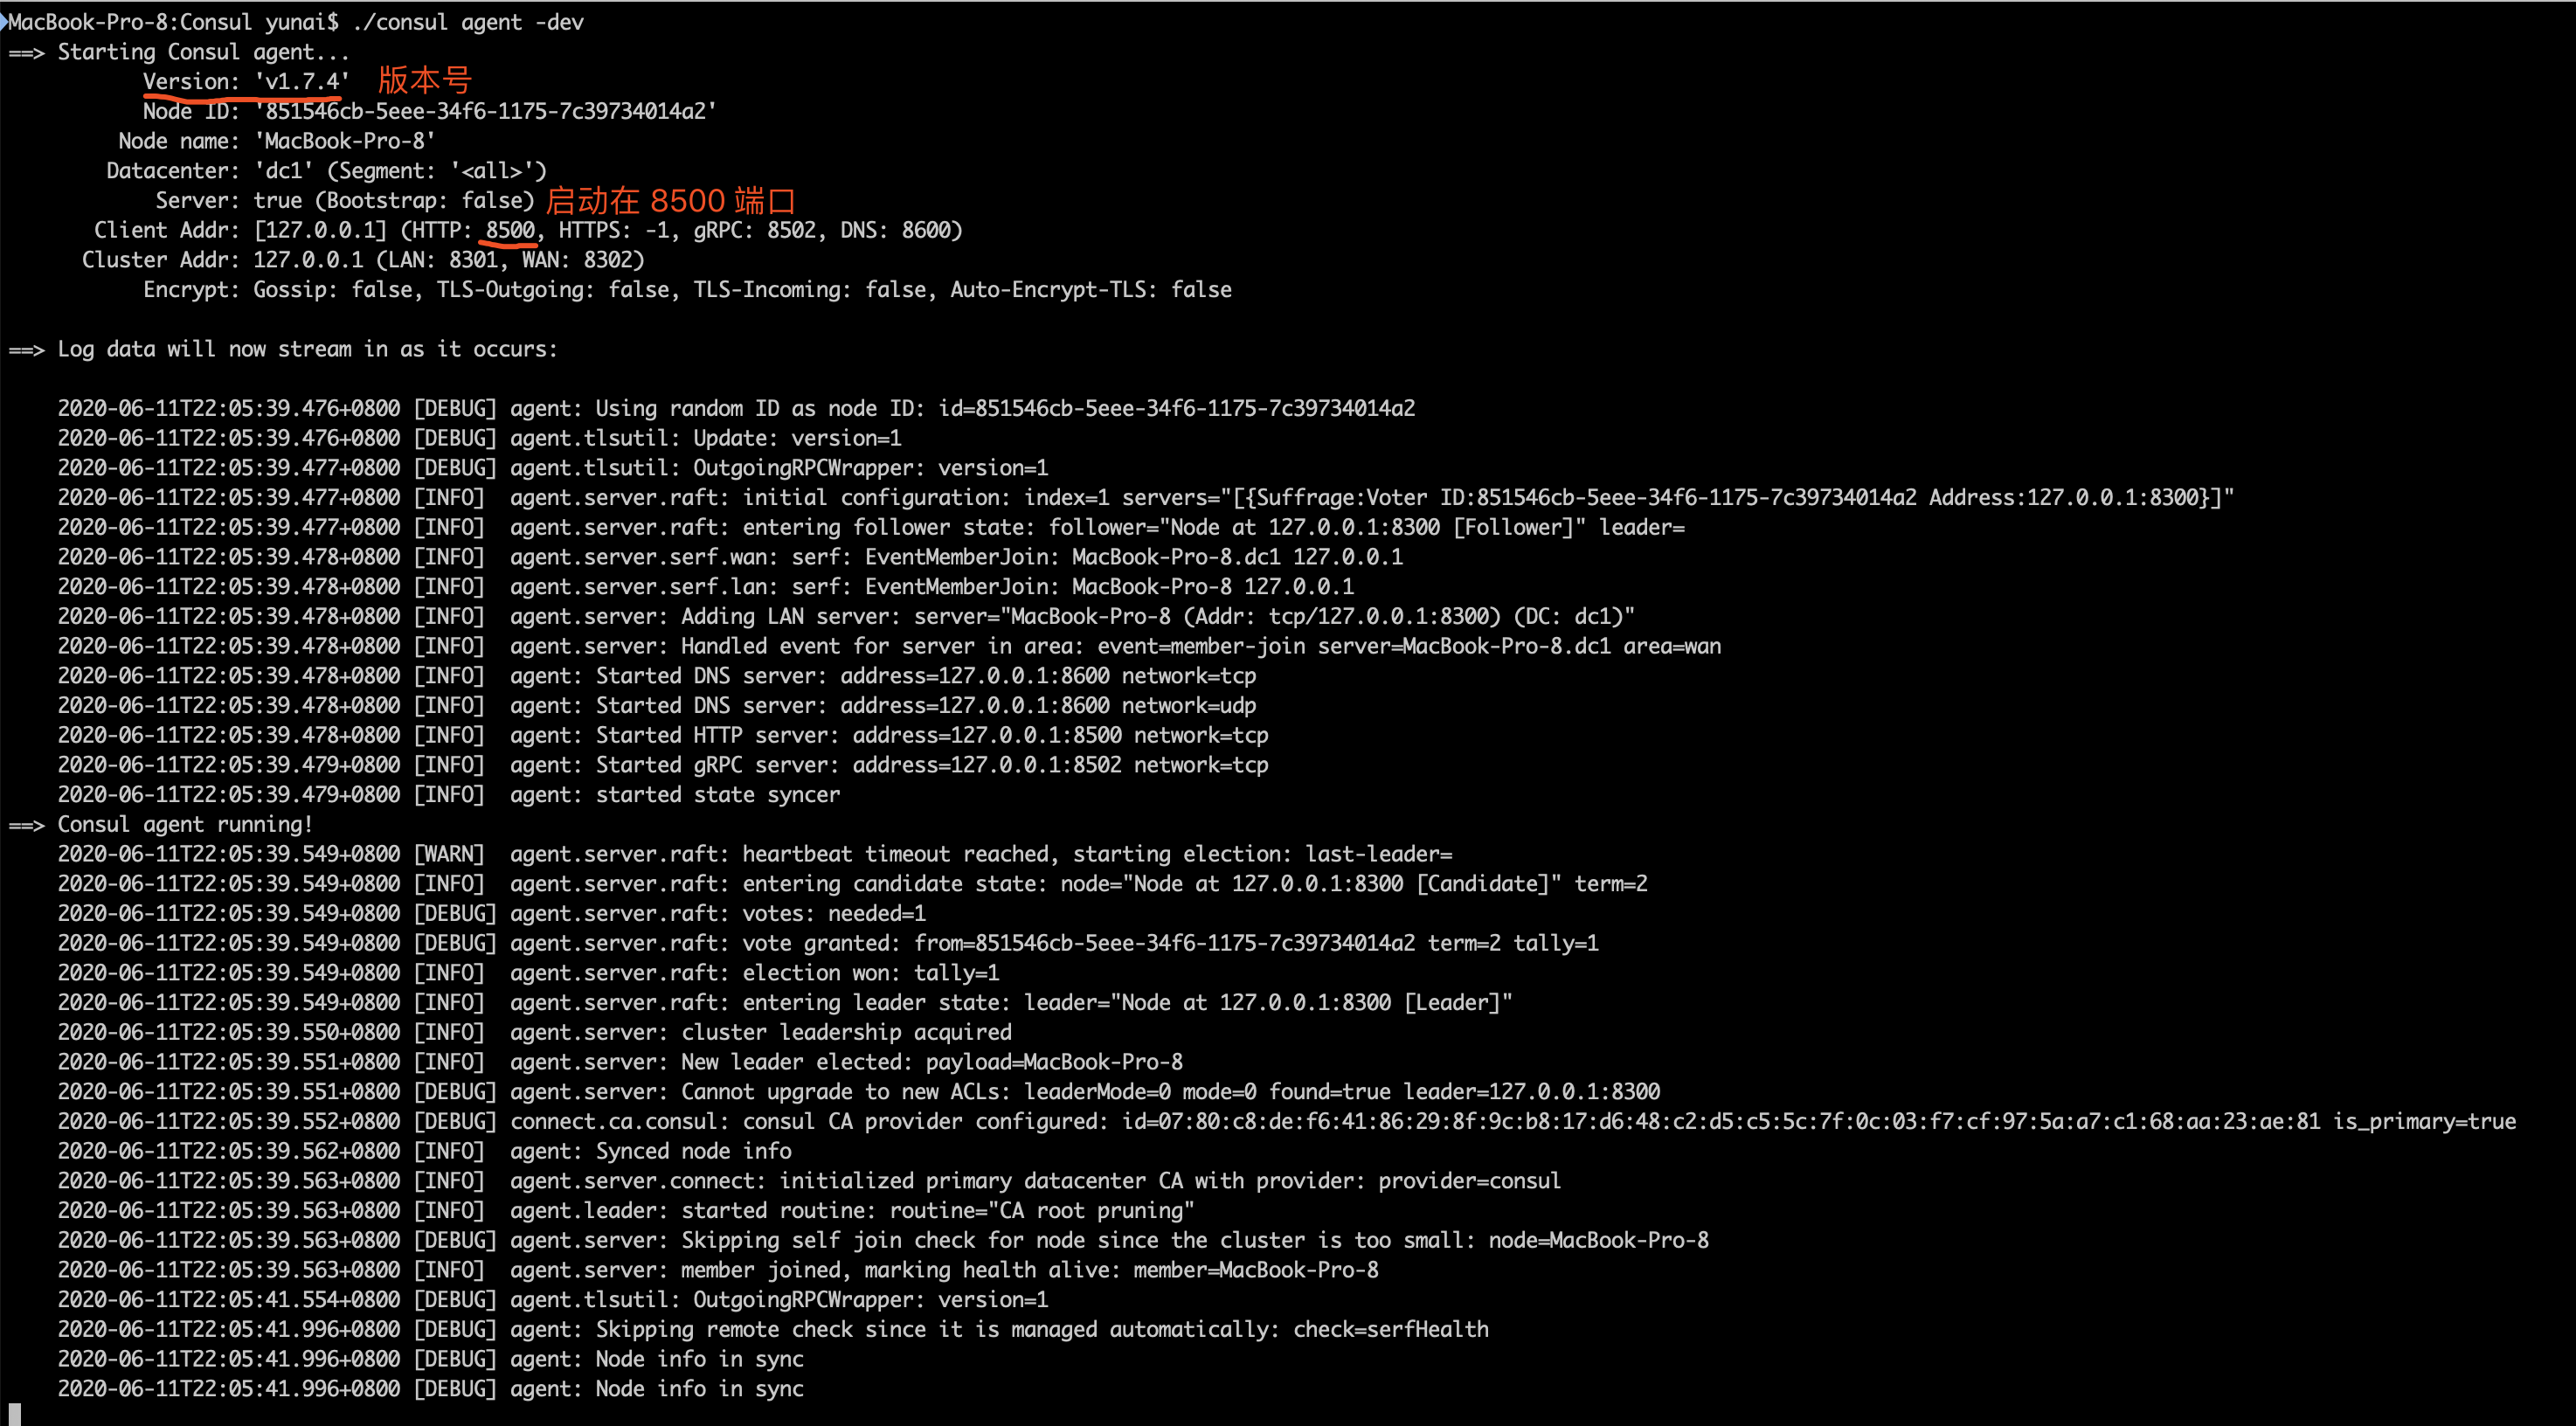 MacBook-Pro-8:Consul yunai$ ./consul agent -dev
==> Starting Consul agent...
Version: 'v1.7.4' 版本号
Node ID: '851546cb-5eee-34f6-1175-7c39734014a2'
Node name: 'MacBook-Pro-8'
Datacenter: 'dc1' (Segment: '<all>')
Server: true (Bootstrap: false) 启动在 8500 端口
Client Addr: [127.0.0.1] (HTTP: 8500, HTTPS: -1, gRPC: 8502, DNS: 8600)
Cluster Addr: 127.0.0.1 (LAN: 8301, WAN: 8302)
Encrypt: Gossip: false, TLS-Outgoing: false, TLS-Incoming: false, Auto-Encrypt-TLS: false
==> Log data will now stream in as it occurs:
2020-06-11T22:05:39.476+0800 [DEBUG] agent: Using random ID as node ID: id=851546cb-5eee-34f6-1175-7c39734014a2
2020-06-11T22:05:39.476+0800 [DEBUG] agent.tlsutil: Update: version=1
2020-06-11T22:05:39.477+0800 [DEBUG] agent.tlsutil: OutgoingRPCWrapper: version=1
2020-06-11T22:05:39.477+0800 [INFO] agent.server.raft: initial configuration: index=1 servers="[{Suffrage:Voter ID:851546cb-5eee-34f6-1175-7c39734014a2 Address:127.0.0.1:8300}]"
2020-06-11T22:05:39.477+0800 [INFO] agent.server.raft: entering follower state: follower="Node at 127.0.0.1:8300 [Follower]" leader=
2020-06-11T22:05:39.478+0800 [INFO] agent.server.serf.wan: serf: EventMemberJoin: MacBook-Pro-8.dc1 127.0.0.1
2020-06-11T22:05:39.478+0800 [INFO] agent.server.serf.lan: serf: EventMemberJoin: MacBook-Pro-8 127.0.0.1
2020-06-11T22:05:39.478+0800 [INFO] agent.server: Adding LAN server: server="MacBook-Pro-8 (Addr: tcp/127.0.0.1:8300) (DC: dc1)"
2020-06-11T22:05:39.478+0800 [INFO] agent.server: Handled event for server in area: event=member-join server=MacBook-Pro-8.dc1 area=wan
2020-06-11T22:05:39.478+0800 [INFO] agent: Started DNS server: address=127.0.0.1:8600 network=tcp
2020-06-11T22:05:39.478+0800 [INFO] agent: Started DNS server: address=127.0.0.1:8600 network=udp
2020-06-11T22:05:39.478+0800 [INFO] agent: Started HTTP server: address=127.0.0.1:8500 network=tcp
2020-06-11T22:05:39.479+0800 [INFO] agent: Started gRPC server: address=127.0.0.1:8502 network=tcp
2020-06-11T22:05:39.479+0800 [INFO] agent: started state syncer
==> Consul agent running!
2020-06-11T22:05:39.549+0800 [WARN] agent.server.raft: heartbeat timeout reached, starting election: last-leader=
2020-06-11T22:05:39.549+0800 [INFO] agent.server.raft: entering candidate state: node="Node at 127.0.0.1:8300 [Candidate]" term=2
2020-06-11T22:05:39.549+0800 [DEBUG] agent.server.raft: votes: needed=1
2020-06-11T22:05:39.549+0800 [DEBUG] agent.server.raft: vote granted: from=851546cb-5eee-34f6-1175-7c39734014a2 term=2 tally=1
2020-06-11T22:05:39.549+0800 [INFO] agent.server.raft: election won: tally=1
2020-06-11T22:05:39.549+0800 [INFO] agent.server.raft: entering leader state: leader="Node at 127.0.0.1:8300 [Leader]"
2020-06-11T22:05:39.550+0800 [INFO] agent.server: cluster leadership acquired
2020-06-11T22:05:39.551+0800 [INFO] agent.server: New leader elected: payload=MacBook-Pro-8
2020-06-11T22:05:39.551+0800 [DEBUG] agent.server: Cannot upgrade to new ACLs: leaderMode=0 mode=0 found=true leader=127.0.0.1:8300
2020-06-11T22:05:39.552+0800 [DEBUG] connect.ca.consul: consul CA provider configured: id=07:80:c8:de:f6:41:86:29:8f:9c:b8:17:d6:48:c2:d5:c5:5c:7f:0c:03:f7:cf:97:5a:a7:c1:68:aa:23:ae:81 is_primary=true
2020-06-11T22:05:39.562+0800 [INFO] agent: Synced node info
2020-06-11T22:05:39.563+0800 [INFO] agent.server.connect: initialized primary datacenter CA with provider: provider=consul
2020-06-11T22:05:39.563+0800 [INFO] agent.leader: started routine: routine="CA root pruning"
2020-06-11T22:05:39.563+0800 [DEBUG] agent.server: Skipping self join check for node since the cluster is too small: node=MacBook-Pro-8
2020-06-11T22:05:39.563+0800 [INFO] agent.server: member joined, marking health alive: member=MacBook-Pro-8
2020-06-11T22:05:41.554+0800 [DEBUG] agent.tlsutil: OutgoingRPCWrapper: version=1
2020-06-11T22:05:41.996+0800 [DEBUG] agent: Skipping remote check since it is managed automatically: check=serfHealth
2020-06-11T22:05:41.996+0800 [DEBUG] agent: Node info in sync
2020-06-11T22:05:41.996+0800 [DEBUG] agent: Node info in sync